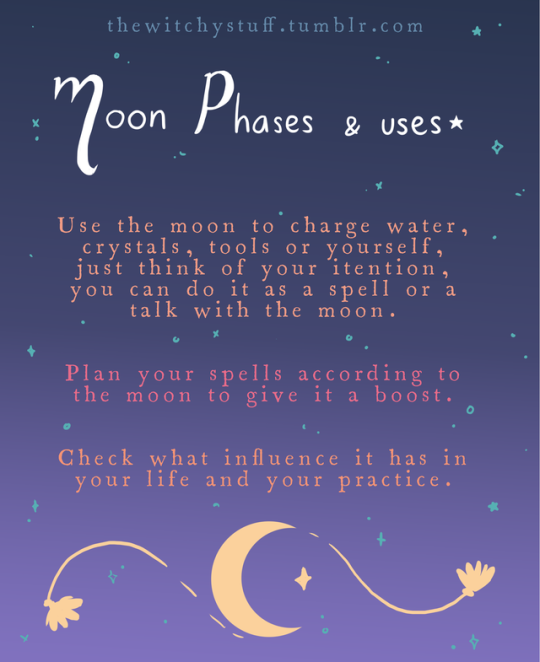 thewitchystuff.tumblr.com
Moon Phases & uses
Use the moon to charge water,
crystals, tools or yourself,
just think of your itention,
you can do it as a spell or a
talk with the moon.
Plan your spells according to
the moon to give it a boost.
Check what influence it has in
your life and your practice.